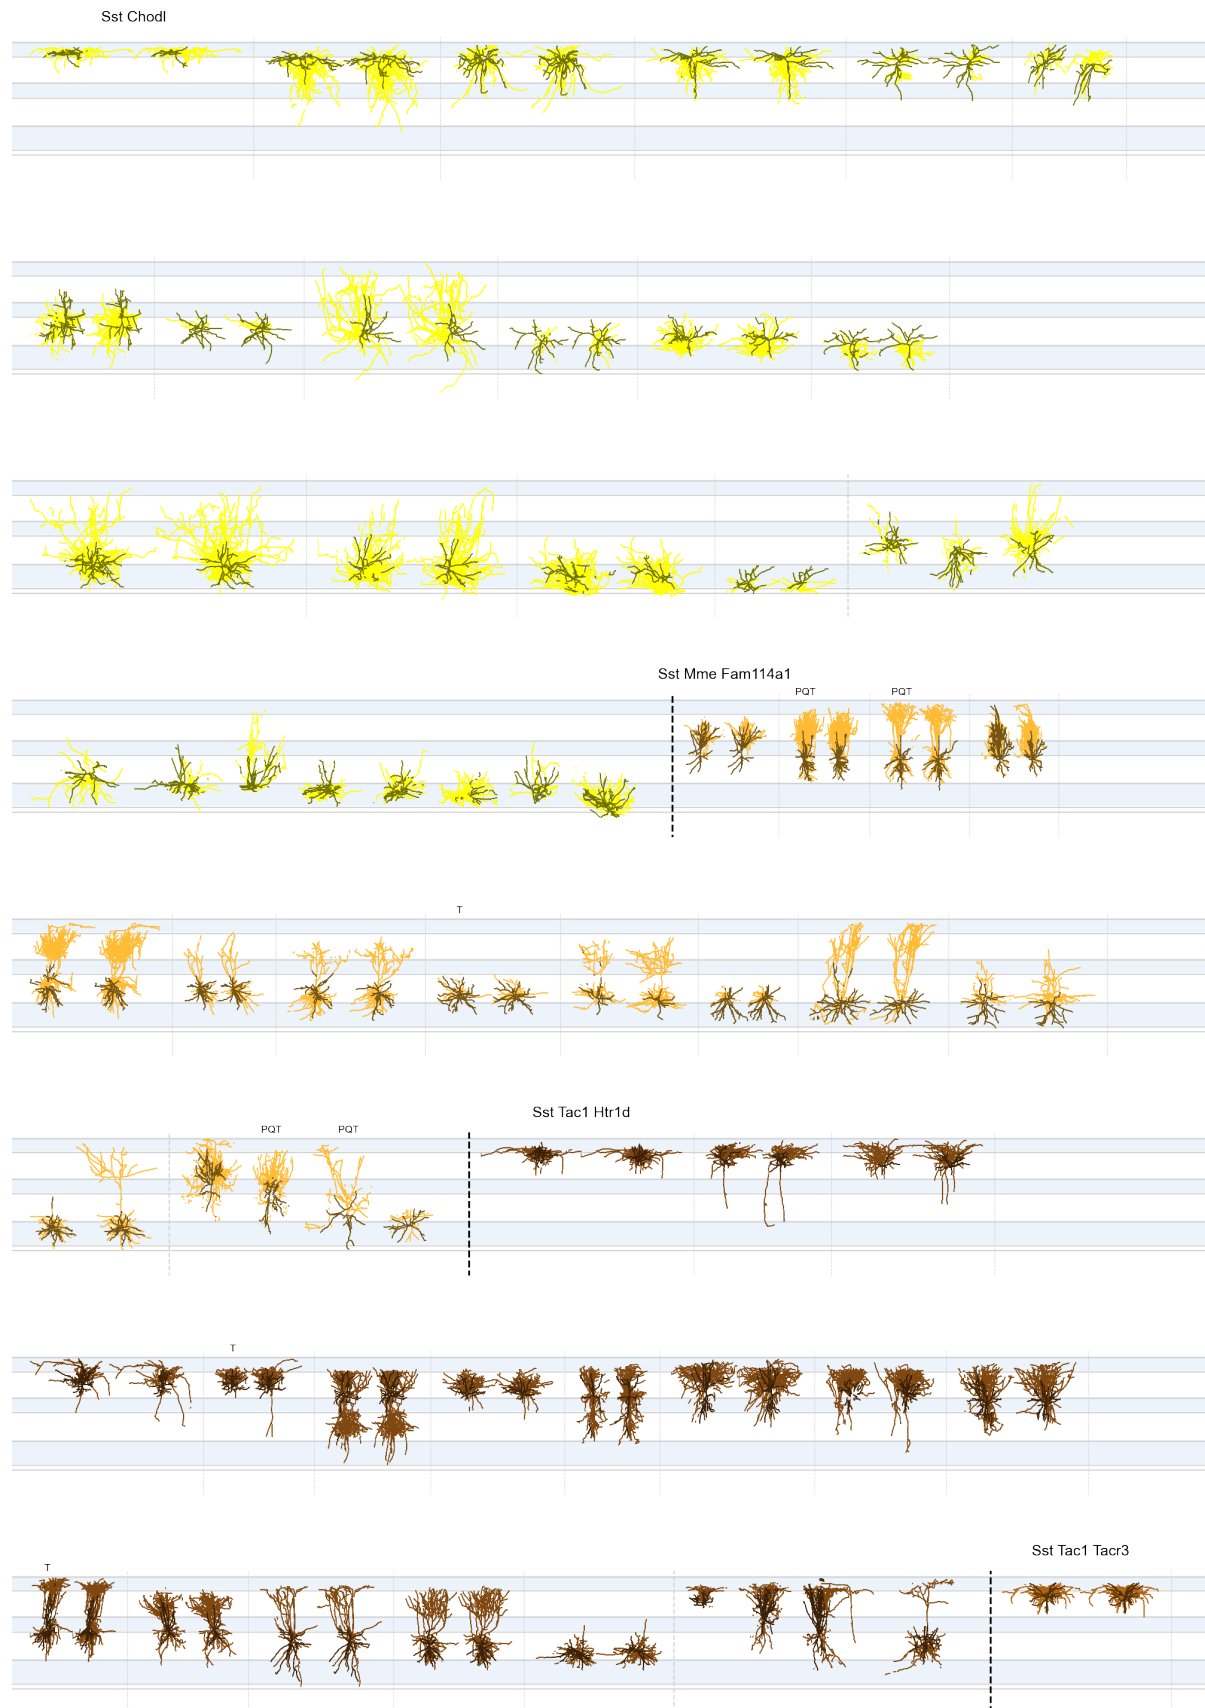 Sst Chodl
Sst Mme Fam114a1
PQT PQT
T
Sst Tac1 Htr1d
PQT PQT
T
Sst Tac1 Tacr3
T